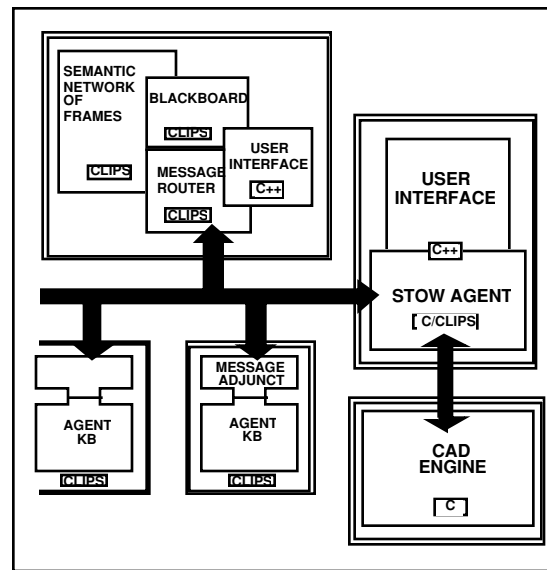 SEMANTIC
NETWORK
OF
FRAMES
CLIPS
BLACKBOARD
CLIPS
MESSAGE
ROUTER
CLIPS
USER
INTERFACE
C++
USER
INTERFACE
C++
STOW AGENT
C/CLIPS
AGENT
KB
CLIPS
MESSAGE
ADJUNCT
AGENT
KB
CLIPS
CAD
ENGINE
C